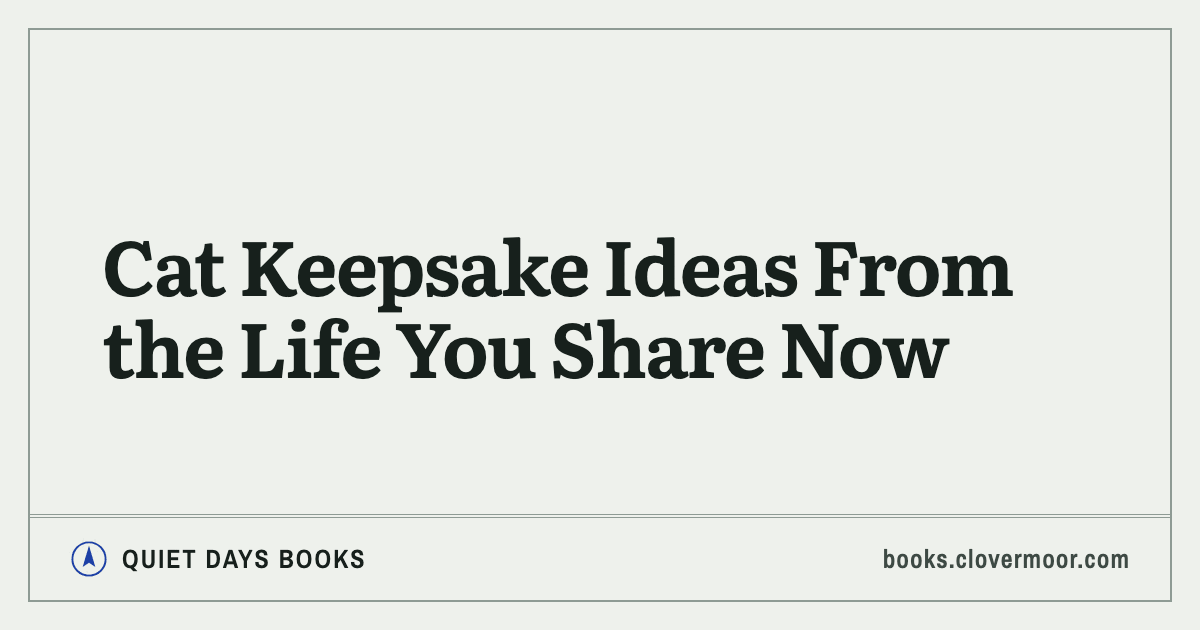 Cat Keepsake Ideas From
the Life You Share Now
QUIET DAYS BOOKS
books.clovermoor.com